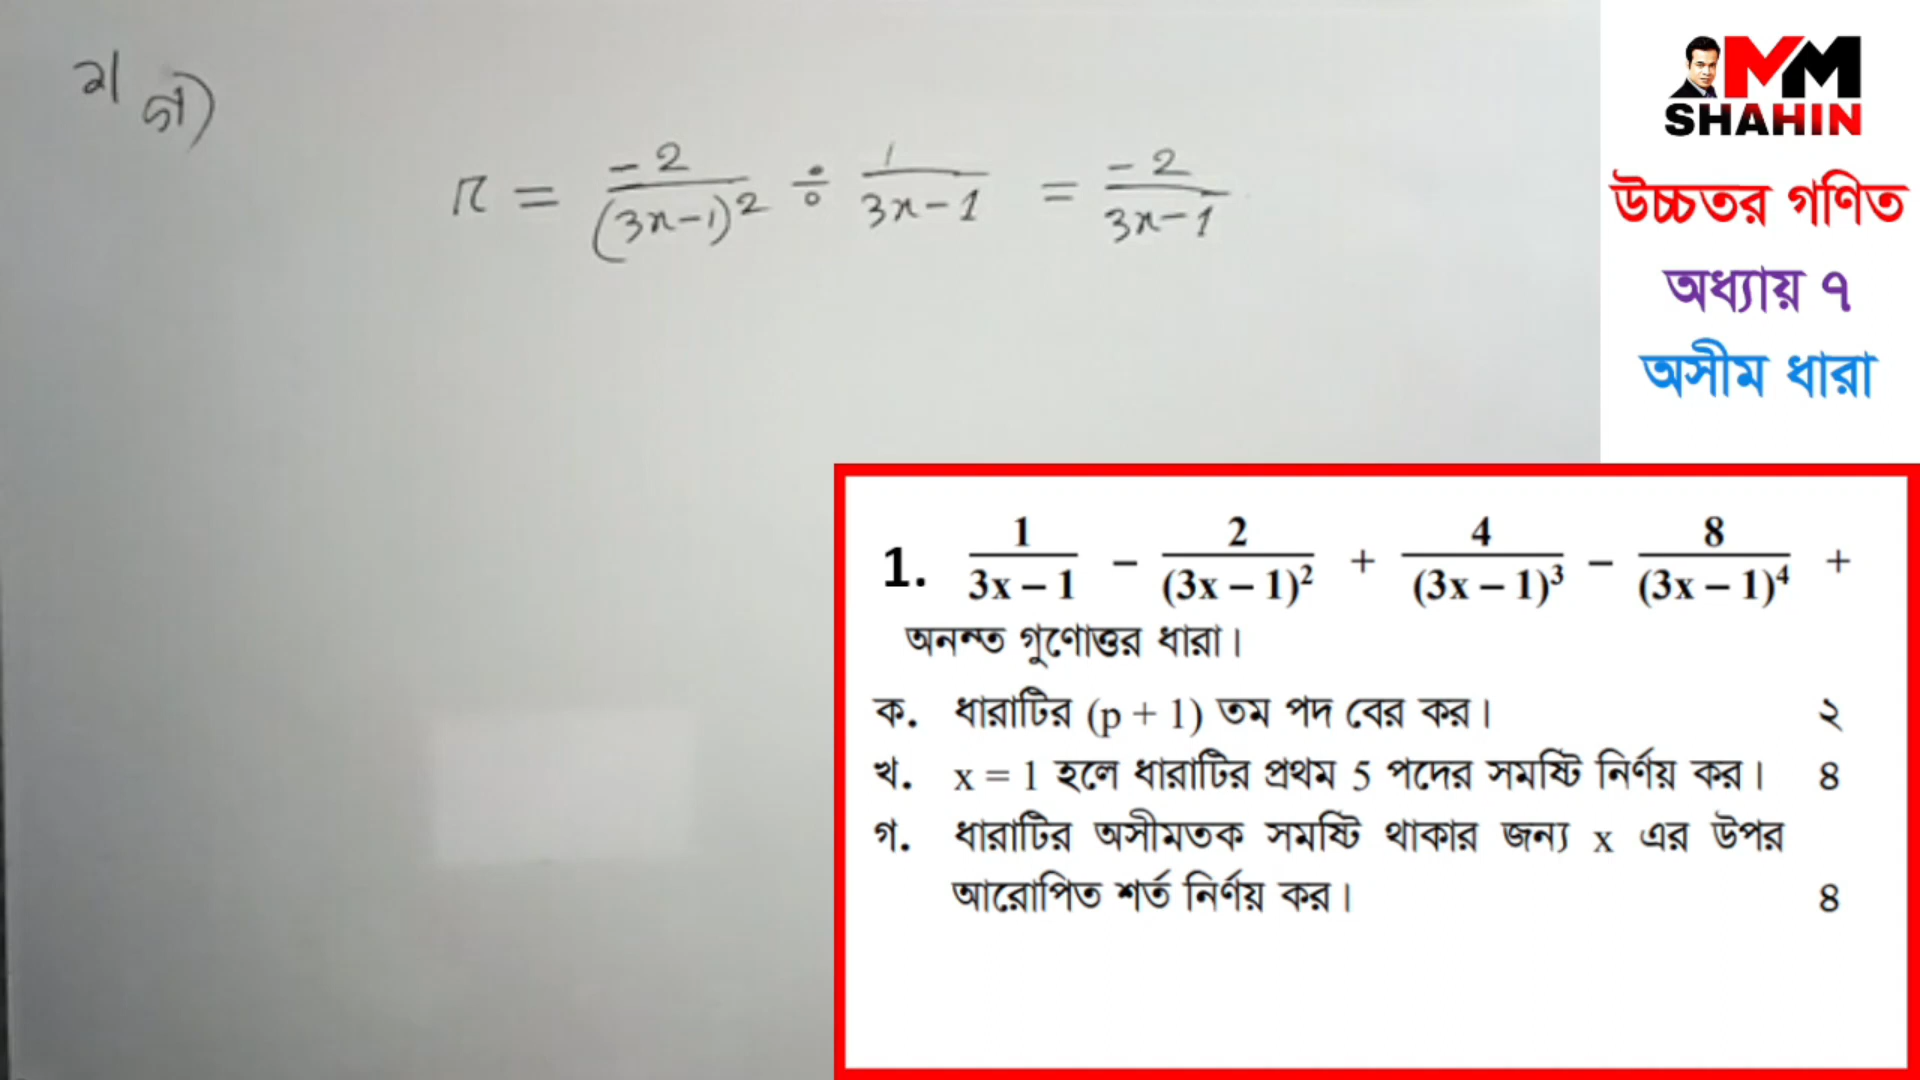 ২। গ)
r = -2/(3x-1)² ÷ 1/3x-1 = -2/3x-1
MM
SHAHIN
উচ্চতর গণিত
অধ্যায় ৭
অসীম ধারা
1. 1/3x – 1 – 2/(3x – 1)² + 4/(3x – 1)³ – 8/(3x – 1)⁴ +
অনন্ত গুণোত্তর ধারা।
ক. ধারাটির (p + 1) তম পদ বের কর। ২
খ. x = 1 হলে ধারাটির প্রথম 5 পদের সমষ্টি নির্ণয় কর। ৪
গ. ধারাটির অসীমতক সমষ্টি থাকার জন্য x এর উপর
আরোপিত শর্ত নির্ণয় কর। ৪